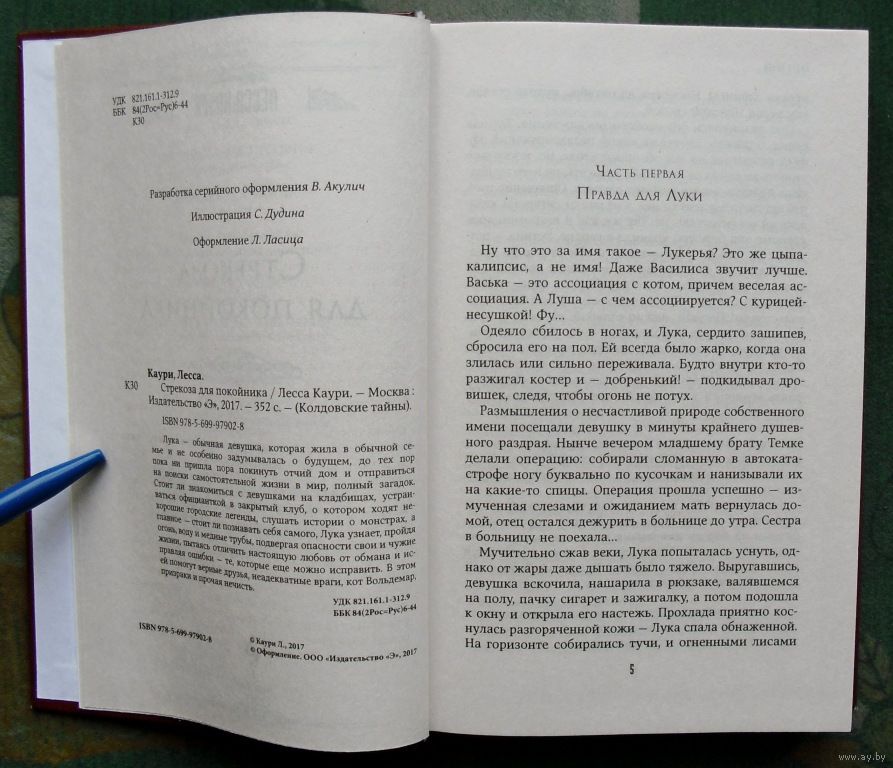 УДК 821.161.1-312.9
ББК 84(2Рос=Рус)6-44
К30
Разработка серийного оформления В. Акулич
Иллюстрация С. Дудина
Оформление Л. Ласица
Каури, Лесса.
К30 Стрекоза для покойника / Лесса Каури. — Москва :
Издательство «Э», 2017. — 352 с. — (Колдовские тайны).
ISBN 978-5-699-97902-8
Лука — обычная девушка, которая жила в обычной се-
мье и не особенно задумывалась о будущем, до тех пор
пока ни пришла пора покинуть отчий дом и отправиться
на поиски самостоятельной жизни в мир, полный загадок.
Стоит ли знакомиться с девушками на кладбищах, устраи-
ваться официанткой в закрытый клуб, о котором ходят не-
хорошие городские легенды, слушать истории о монстрах, а
главное – стоит ли познавать себя самого, Лука узнает, пройдя
огонь, воду и медные трубы, подвергая опасности свои и чужие
жизни, пытаясь отличить настоящую любовь от обмана и ис-
правляя ошибки – те, которые еще можно исправить. В этом
ей помогут верные друзья, неадекватные враги, кот Вольдемар,
призраки и прочая нечисть.
УДК 821.161.1-312.9
ББК 84(2Рос=Рус)6-44
ISBN 978-5-699-97902-8
© Каури Л., 2017
© Оформление. ООО «Издательство «Э», 2017
Часть первая
Правда для Луки
Ну что это за имя такое — Лукерья? Это же цыпа-
калипсис, а не имя! Даже Василиса звучит лучше.
Васька — это ассоциация с котом, причем веселая ас-
социация. А Луша — с чем ассоциируется? С курицей-
несушкой! Фу...
Одеяло сбилось в ногах, и Лука, сердито зашипев,
сбросила его на пол. Ей всегда было жарко, когда она
злилась или сильно переживала. Будто внутри кто-то
разжигал костер и — добренький! — подкидывал дро-
вишек, следя, чтобы огонь не потух.
Размышления о несчастливой природе собственного
имени посещали девушку в минуты крайнего душев-
ного раздрая. Нынче вечером младшему брату Темке
делали операцию: собирали сломанную в автоката-
строфе ногу буквально по кусочкам и нанизывали их
на какие-то спицы. Операция прошла успешно — из-
мученная слезами и ожиданием мать вернулась до-
мой, отец остался дежурить в больнице до утра. Сестра
в больницу не поехала...
Мучительно сжав веки, Лука попыталась уснуть, од-
нако от жары даже дышать было тяжело. Выругавшись,
девушка вскочила, нашарила в рюкзаке, валявшемся
на полу, пачку сигарет и зажигалку, а потом подошла
к окну и открыла его настежь. Прохлада приятно кос-
нулась разгоряченной кожи — Лука спала обнаженной.
На горизонте собирались тучи, и огненными лисами
5
www.ay.by